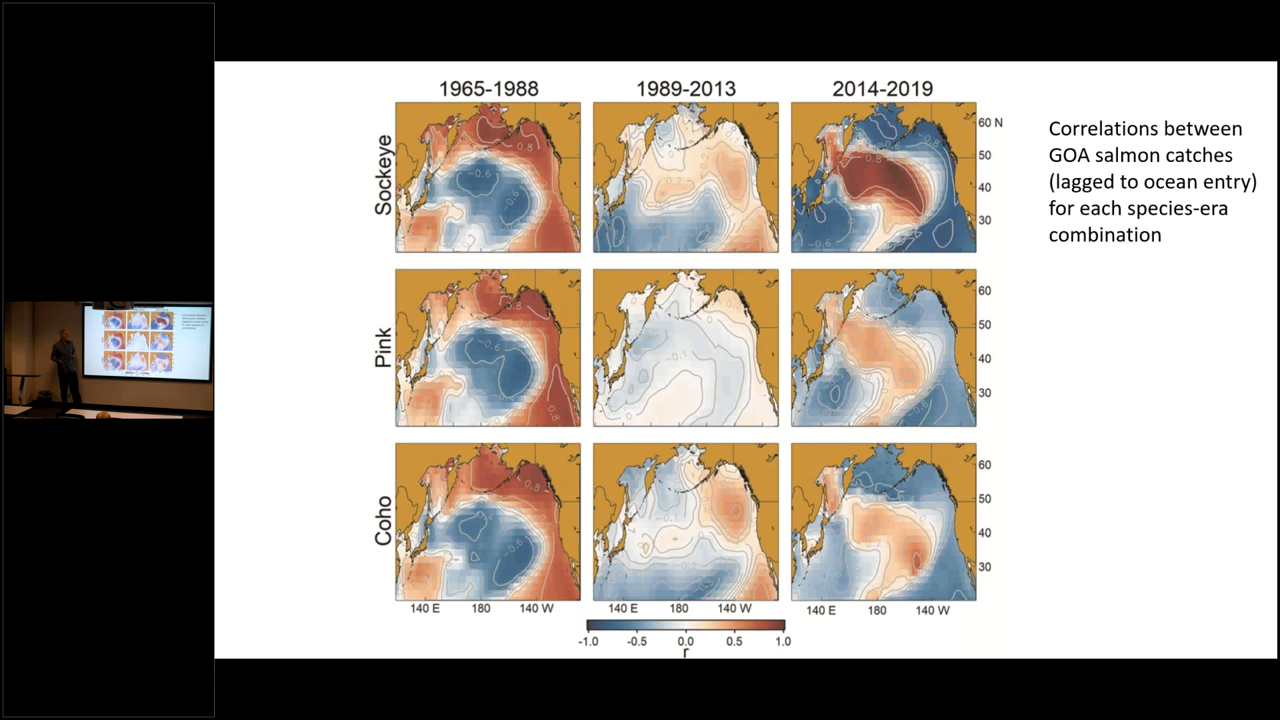 1965-1988
1989-2013
2014-2019
Sockeye
60 N
50
40
30
Pink
60
50
40
30
Coho
60
50
40
30
140 E
180
140 W
140 E
180
140 W
140 E
180
140 W
-1.0
-0.5
0.0
0.5
1.0
r
Correlations between
GOA salmon catches
(lagged to ocean entry)
for each species-era
combination